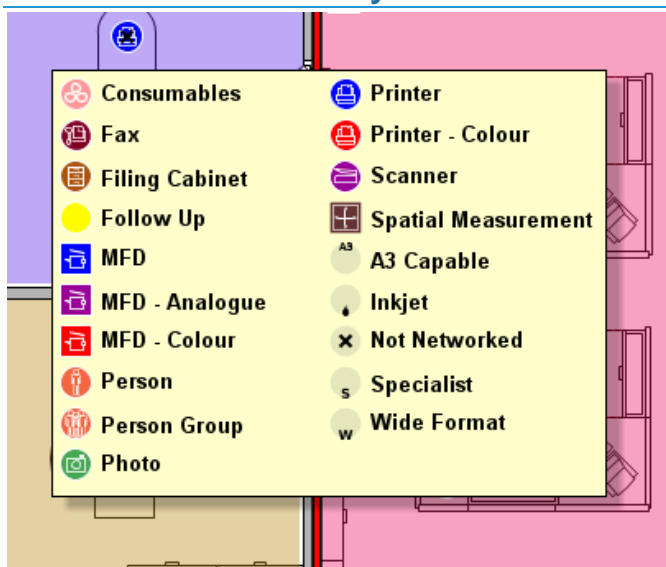 Consumables
Fax
Filing Cabinet
Follow Up
MFD
MFD - Analogue
MFD - Colour
Person
Person Group
Photo
Printer
Printer - Colour
Scanner
Spatial Measurement
A3
A3 Capable
Inkjet
Not Networked
S
Specialist
W
Wide Format